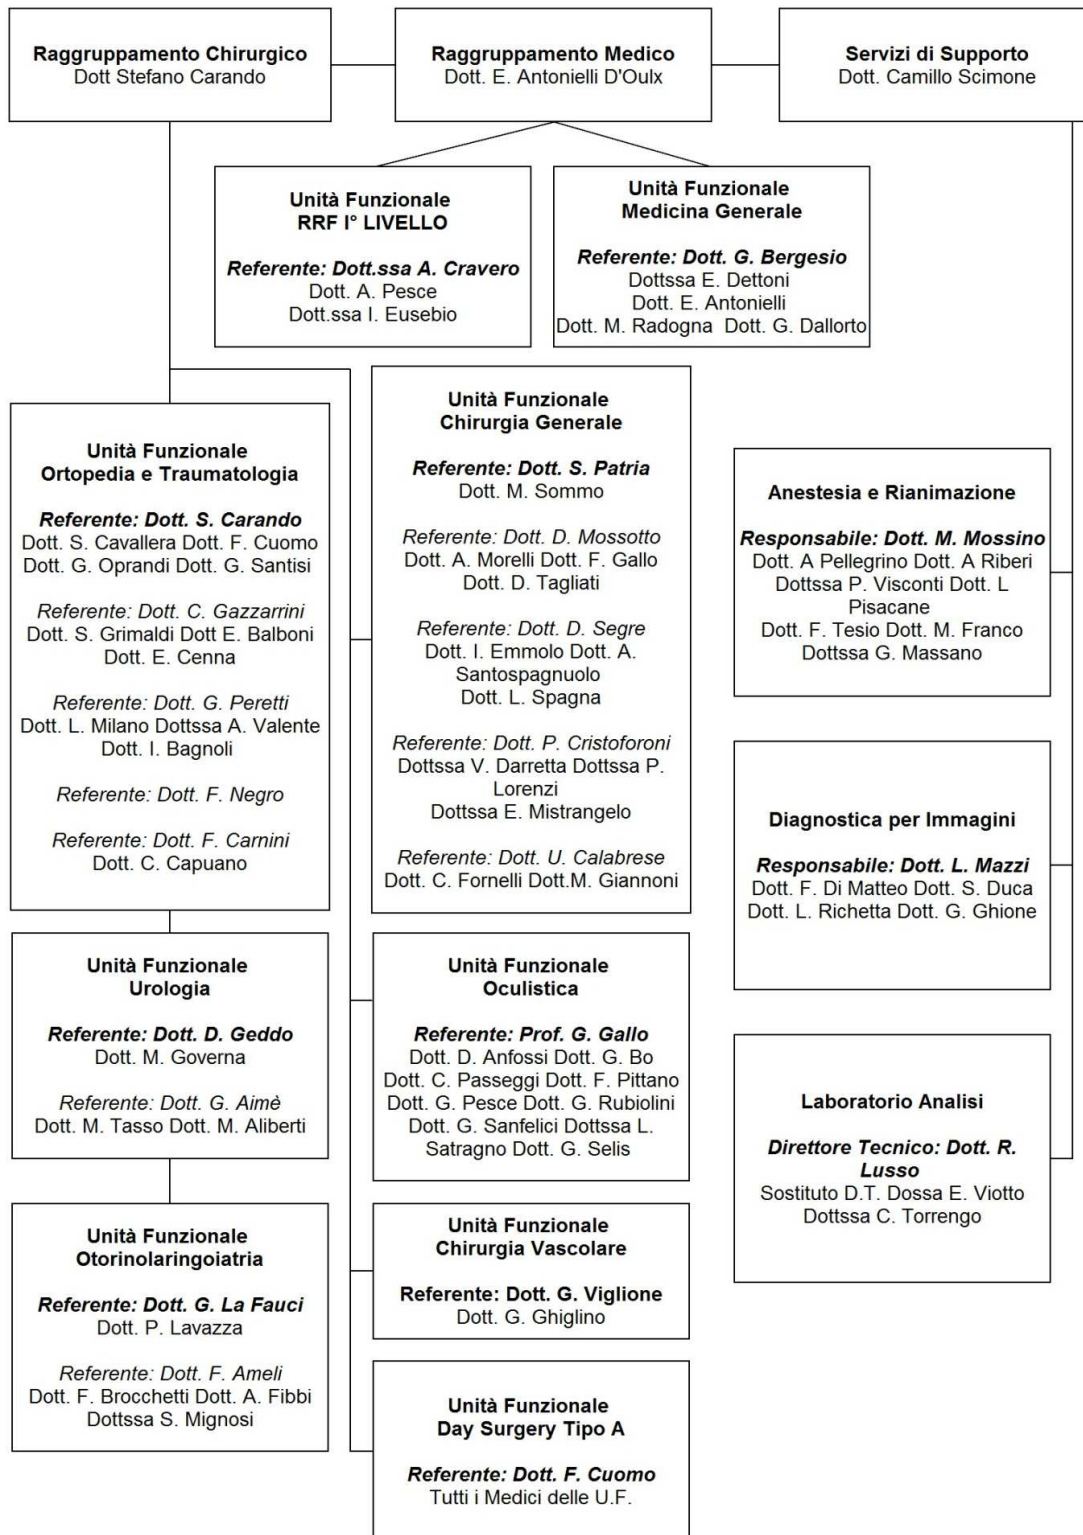 Raggruppamento Chirurgico
Dott Stefano Carando
Raggruppamento Medico
Dott. E. Antonielli D'Oulx
Servizi di Supporto
Dott. Camillo Scimone
Unità Funzionale
RRF I° LIVELLO
Referente: Dott.ssa A. Cravero
Dott. A. Pesce
Dott.ssa I. Eusebio
Unità Funzionale
Medicina Generale
Referente: Dott. G. Bergesio
Dottssa E. Dettoni
Dott. E. Antonielli
Dott. M. Radogna Dott. G. Dallorto
Unità Funzionale
Ortopedia e Traumatologia
Referente: Dott. S. Carando
Dott. S. Cavallera Dott. F. Cuomo
Dott. G. Oprandi Dott. G. Santisi
Referente: Dott. C. Gazzarrini
Dott. S. Grimaldi Dott E. Balboni
Dott. E. Cenna
Referente: Dott. G. Peretti
Dott. L. Milano Dottssa A. Valente
Dott. I. Bagnoli
Referente: Dott. F. Negro
Referente: Dott. F. Carnini
Dott. C. Capuano
Unità Funzionale
Chirurgia Generale
Referente: Dott. S. Patria
Dott. M. Sommo
Referente: Dott. D. Mossotto
Dott. A. Morelli Dott. F. Gallo
Dott. D. Tagliati
Referente: Dott. D. Segre
Dott. I. Emmolo Dott. A.
Santospagnuolo
Dott. L. Spagna
Referente: Dott. P. Cristoforoni
Dottssa V. Darretta Dottssa P.
Lorenzi
Dottssa E. Mistrangelo
Referente: Dott. U. Calabrese
Dott. C. Fornelli Dott.M. Giannoni
Anestesia e Rianimazione
Responsabile: Dott. M. Mossino
Dott. A Pellegrino Dott. A Riberi
Dottssa P. Visconti Dott. L
Pisacane
Dott. F. Tesio Dott. M. Franco
Dottssa G. Massano
Diagnostica per Immagini
Responsabile: Dott. L. Mazzi
Dott. F. Di Matteo Dott. S. Duca
Dott. L. Richetta Dott. G. Ghione
Unità Funzionale
Urologia
Referente: Dott. D. Geddo
Dott. M. Governa
Referente: Dott. G. Aimè
Dott. M. Tasso Dott. M. Aliberti
Unità Funzionale
Oculistica
Referente: Prof. G. Gallo
Dott. D. Anfossi Dott. G. Bo
Dott. C. Passeggi Dott. F. Pittano
Dott. G. Pesce Dott. G. Rubiolini
Dott. G. Sanfelici Dottssa L.
Satragno Dott. G. Selis
Laboratorio Analisi
Direttore Tecnico: Dott. R.
Lusso
Sostituto D.T. Dossa E. Viotto
Dottssa C. Torrengo
Unità Funzionale
Otorinolaringoiatria
Referente: Dott. G. La Fauci
Dott. P. Lavazza
Referente: Dott. F. Ameli
Dott. F. Brocchetti Dott. A. Fibbi
Dottssa S. Mignosi
Unità Funzionale
Chirurgia Vascolare
Referente: Dott. G. Viglione
Dott. G. Ghiglino
Unità Funzionale
Day Surgery Tipo A
Referente: Dott. F. Cuomo
Tutti i Medici delle U.F.